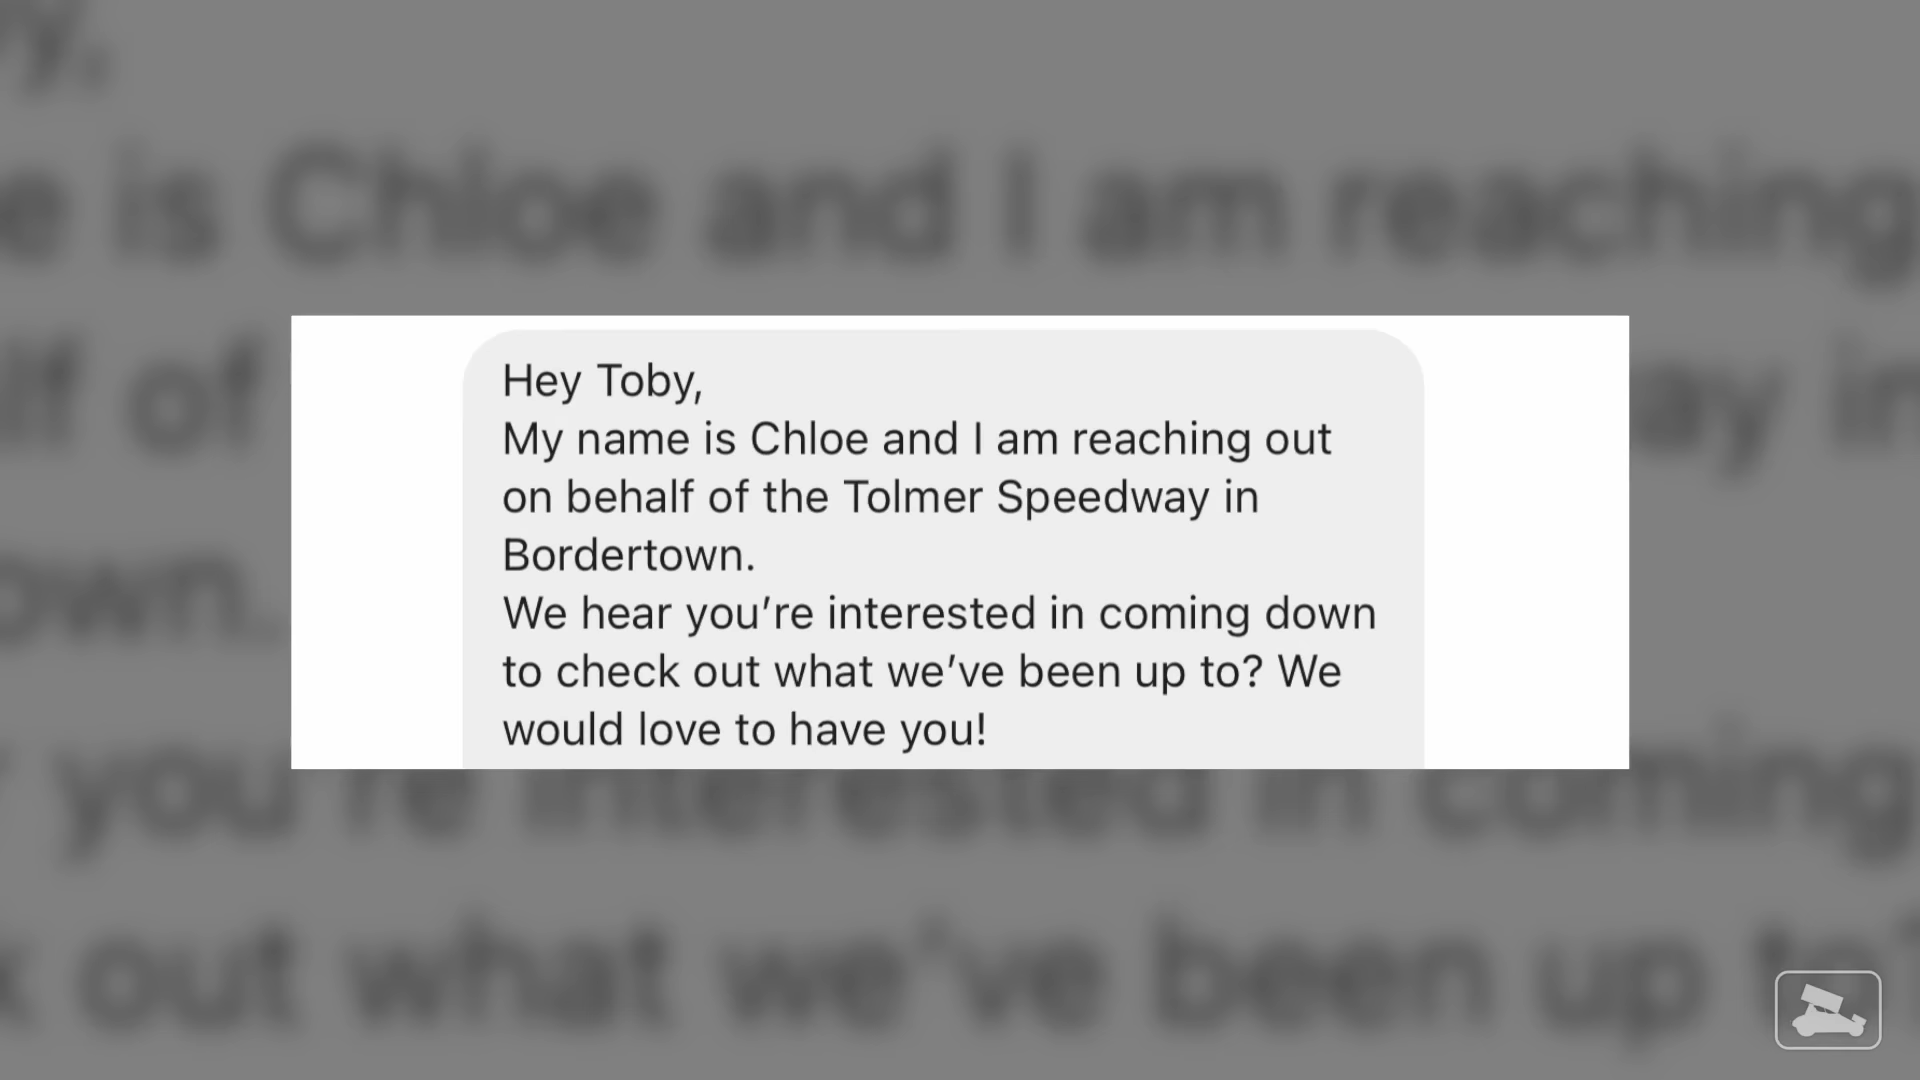 Hey Toby,
My name is Chloe and I am reaching out
on behalf of the Tolmer Speedway in
Bordertown.
We hear you’re interested in coming down
to check out what we’ve been up to? We
would love to have you!